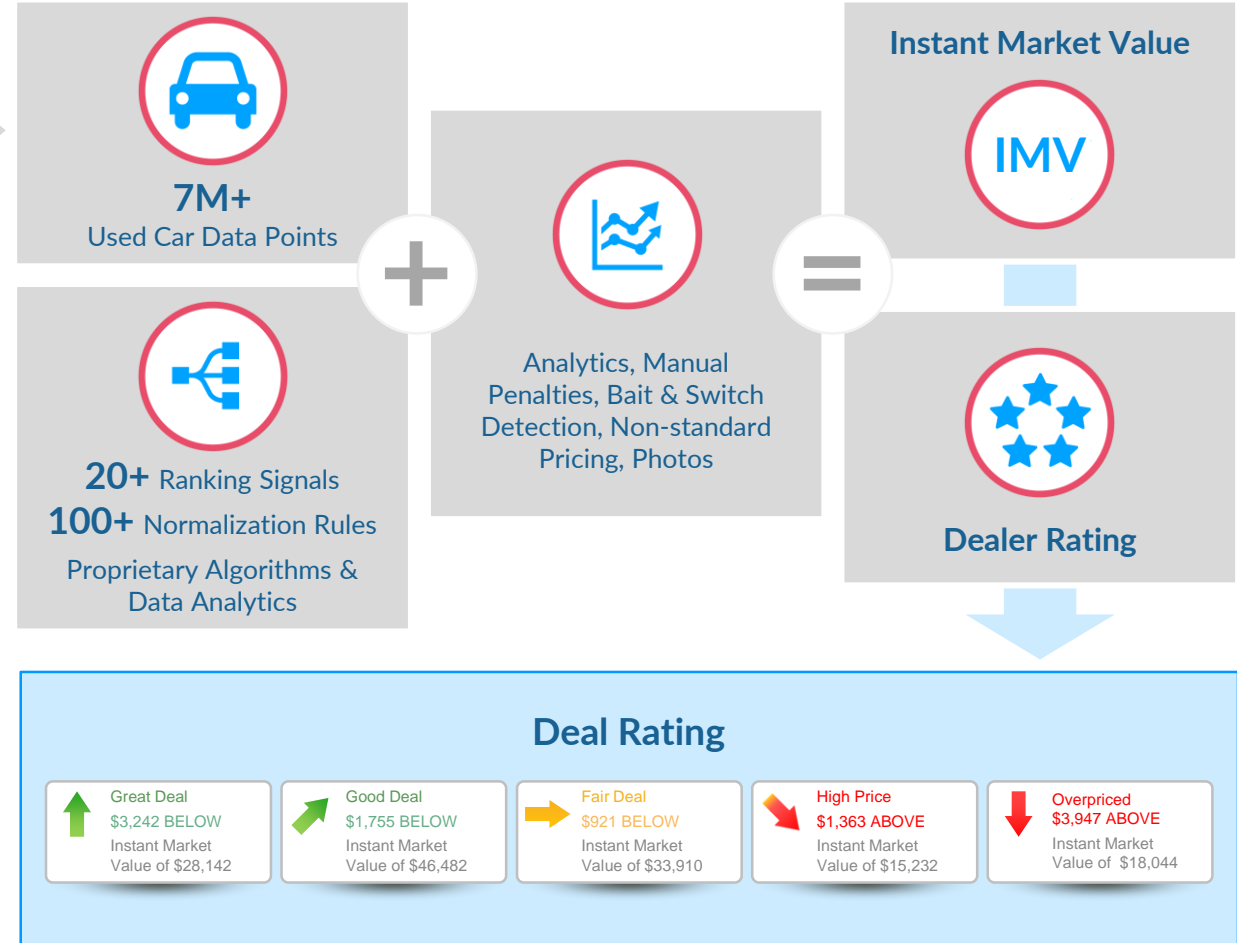 7M+
Used Car Data Points
20+ Ranking Signals
100+ Normalization Rules
Proprietary Algorithms &
Data Analytics
Analytics, Manual
Penalties, Bait & Switch
Detection, Non-standard
Pricing, Photos
Instant Market Value
IMV
Dealer Rating
Deal Rating
Great Deal
$3,242 BELOW
Instant Market
Value of $28,142
Good Deal
$1,755 BELOW
Instant Market
Value of $46,482
Fair Deal
$921 BELOW
Instant Market
Value of $33,910
High Price
$1,363 ABOVE
Instant Market
Value of $15,232
Overpriced
$3,947 ABOVE
Instant Market
Value of $18,044